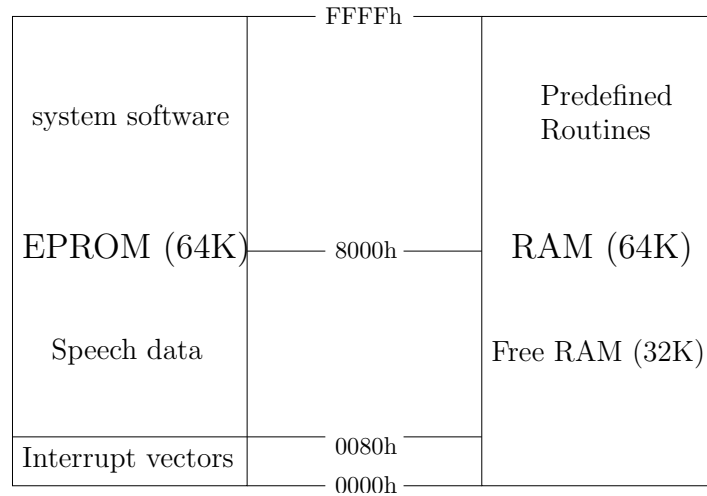 FFFFh
system software
Predefined
Routines
EPROM (64K)
8000h
RAM (64K)
Speech data
Free RAM (32K)
0080h
Interrupt vectors
0000h